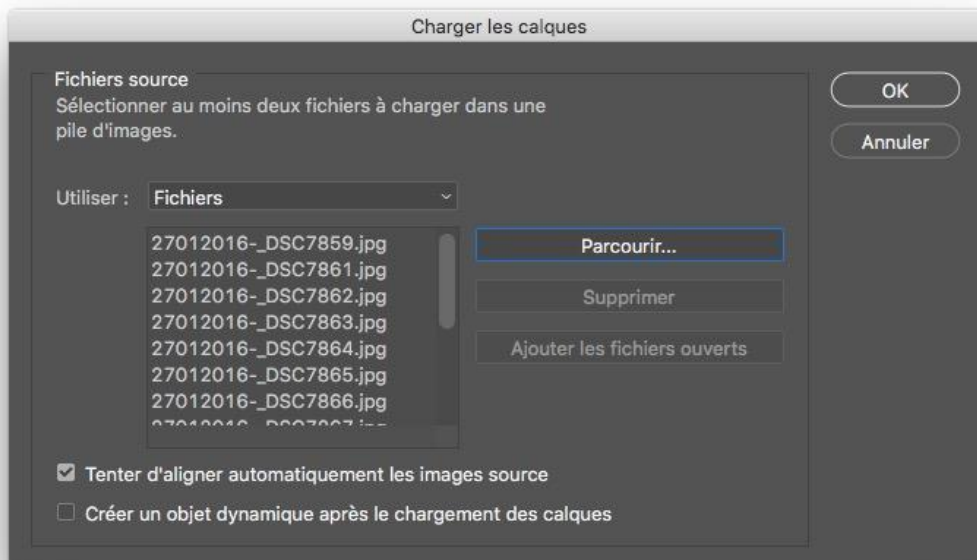 Charger les calques
Fichiers source
Sélectionner au moins deux fichiers à charger dans une
pile d'images.
OK
Annuler
Utiliser : Fichiers
27012016-_DSC7859.jpg
27012016-_DSC7861.jpg
27012016-_DSC7862.jpg
27012016-_DSC7863.jpg
27012016-_DSC7864.jpg
27012016-_DSC7865.jpg
27012016-_DSC7866.jpg
Parcourir...
Supprimer
Ajouter les fichiers ouverts
Tenter d'aligner automatiquement les images source
Créer un objet dynamique après le chargement des calques